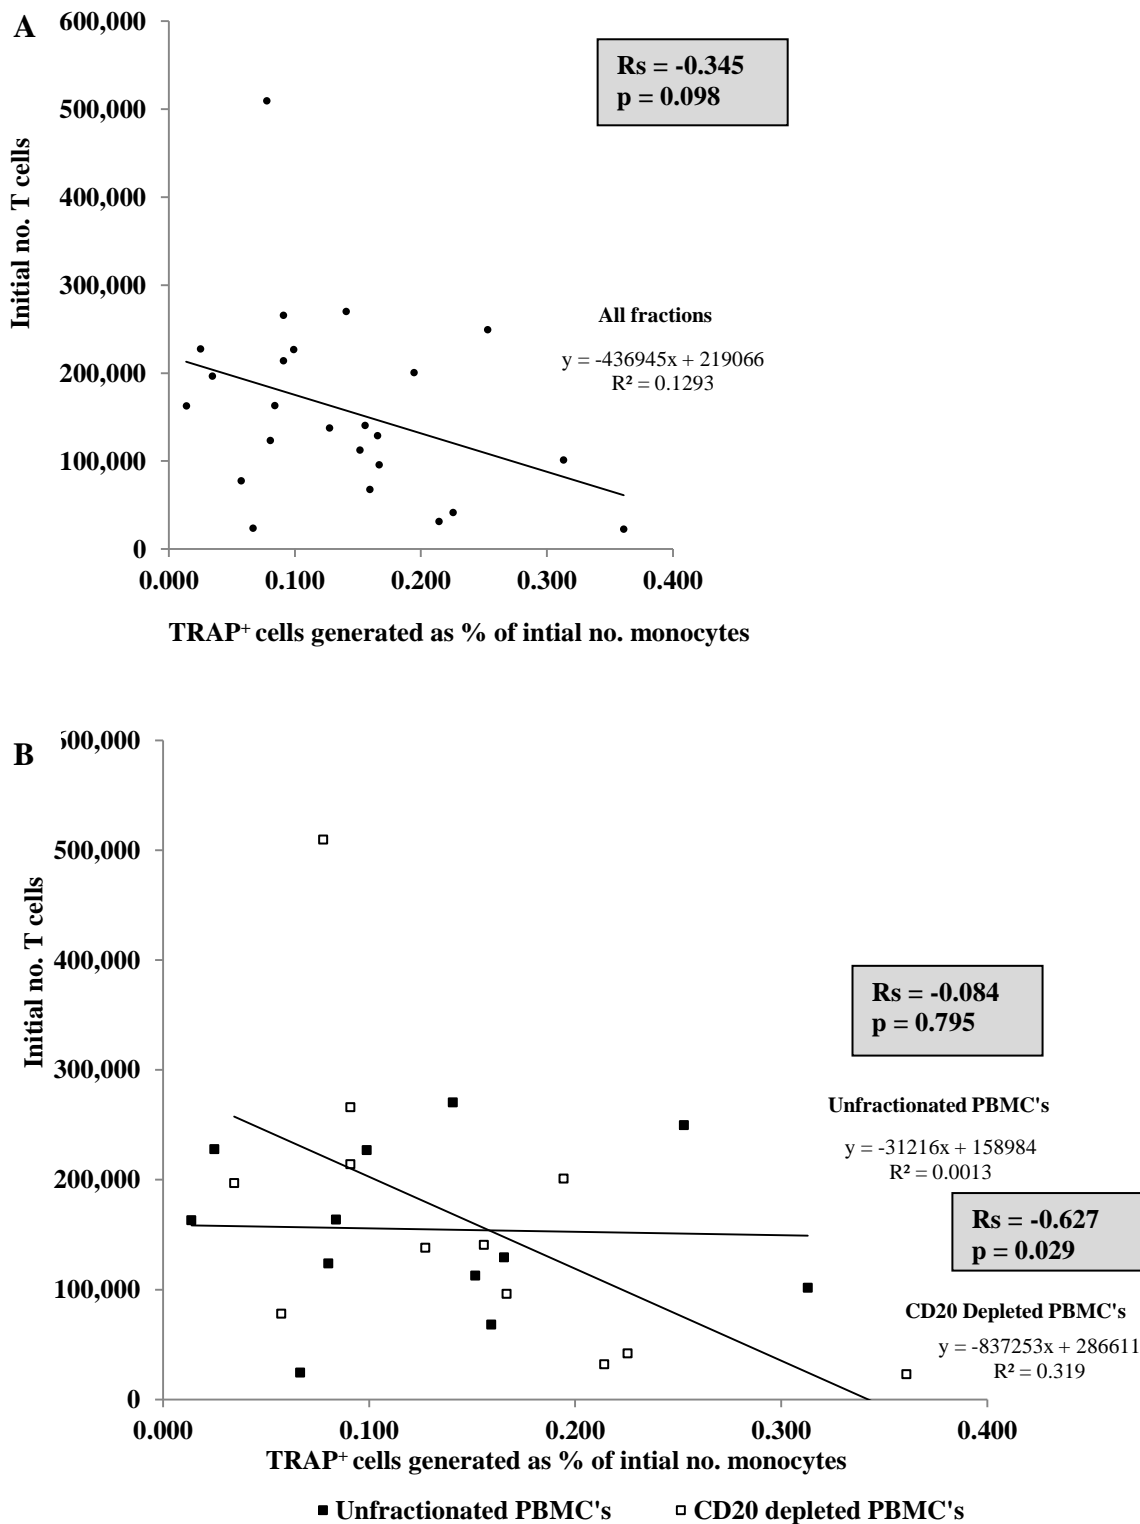 A
600,000
500,000
400,000
300,000
200,000
100,000
0
Initial no. T cells
Rs = -0.345
p = 0.098
All fractions
y = -436945x + 219066
R² = 0.1293
0.000 0.100 0.200 0.300 0.400
TRAP⁺ cells generated as % of intial no. monocytes
B
500,000
400,000
300,000
200,000
100,000
0
Initial no. T cells
Rs = -0.084
p = 0.795
Unfractionated PBMC's
y = -31216x + 158984
R² = 0.0013
Rs = -0.627
p = 0.029
CD20 Depleted PBMC's
y = -837253x + 286611
R² = 0.319
0.000 0.100 0.200 0.300 0.400
TRAP⁺ cells generated as % of intial no. monocytes
Unfractionated PBMC's CD20 depleted PBMC's